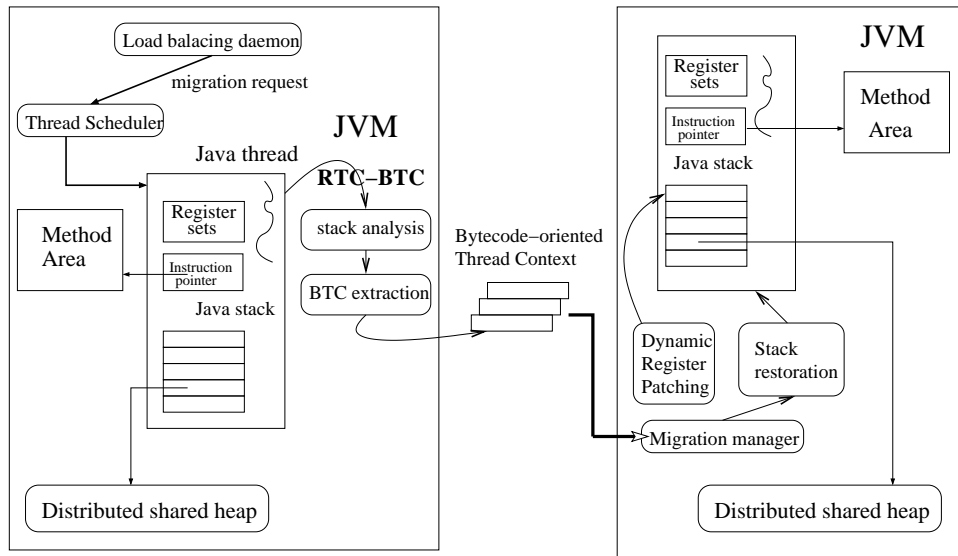 Load balacing daemon
migration request
Thread Scheduler
JVM
Java thread
RTC–BTC
Register
sets
stack analysis
Method
Area
Instruction
pointer
BTC extraction
Java stack
Distributed shared heap
Bytecode–oriented
Thread Context
JVM
Register
sets
Instruction
pointer
Method
Area
Java stack
Dynamic
Register
Patching
Stack
restoration
Migration manager
Distributed shared heap